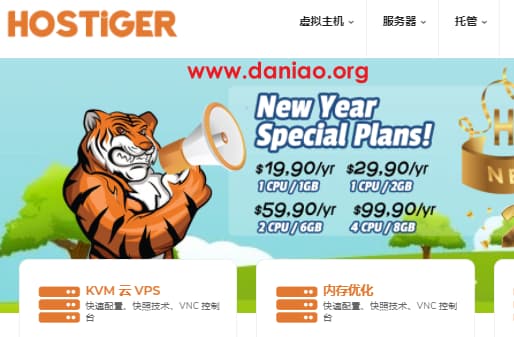 HOSTiGER
虚拟主机
服务器
托管
www.daniao.org
New Year
Special Plans!
$19.90/yr $29.90/yr
1 CPU / 1GB 1 CPU / 2GB
$59.90/yr $99.90/yr
2 CPU / 6GB 4 CPU / 8GB
H
NE
KVM 云 VPS
快速配置、快照技术、VNC 控制
台
内存优化
快速配置、快照技术、VNC 控制
台